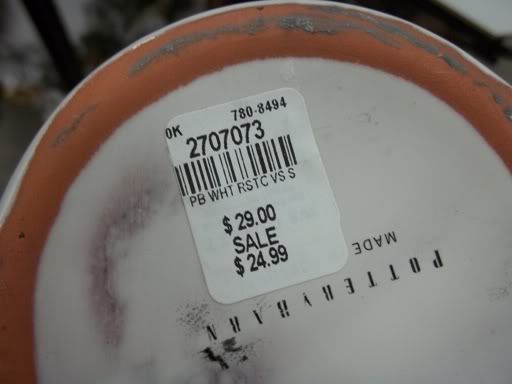 780-8494
0K
2707073
PB WHT RSTC VS S
$29.00
SALE
$24.99
POTTERYBARN
MADE